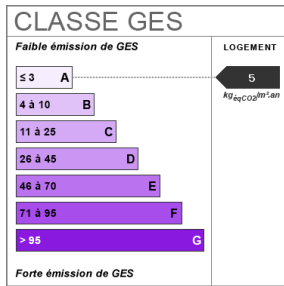 CLASSE GES
Faible émission de GES
LOGEMENT
≤ 3 A
5
kgéqCO2/m².an
4 à 10 B
11 à 25 C
26 à 45 D
46 à 70 E
71 à 95 F
> 95 G
Forte émission de GES